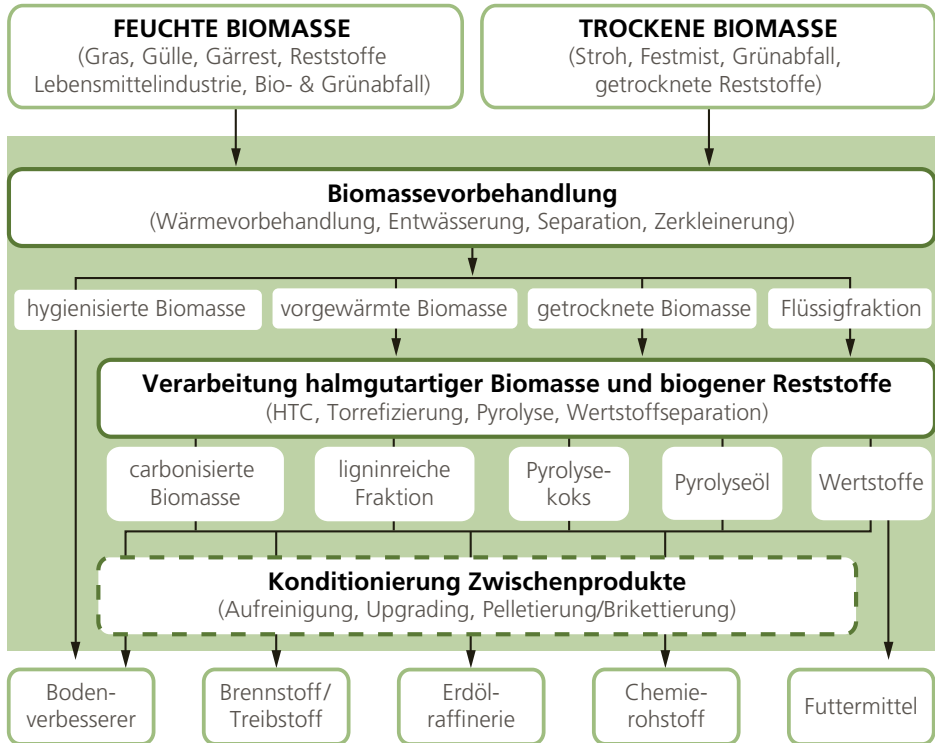 FEUCHTE BIOMASSE
(Gras, Gülle, Gärrest, Reststoffe
Lebensmittelindustrie, Bio- & Grünabfall)
TROCKENE BIOMASSE
(Stroh, Festmist, Grünabfall,
getrocknete Reststoffe)
Biomassevorbehandlung
(Wärmevorbehandlung, Entwässerung, Separation, Zerkleinerung)
hygienisierte Biomasse
vorgewärmte Biomasse
getrocknete Biomasse
Flüssigfraktion
Verarbeitung halmgutartiger Biomasse und biogener Reststoffe
(HTC, Torrefizierung, Pyrolyse, Wertstoffseparation)
carbonisierte
Biomasse
ligninreiche
Fraktion
Pyrolyse-
koks
Pyrolyseöl
Wertstoffe
Konditionierung Zwischenprodukte
(Aufreinigung, Upgrading, Pelletierung/Brikettierung)
Boden-
verbesserer
Brennstoff/
Treibstoff
Erdöl-
raffinerie
Chemie-
rohstoff
Futtermittel